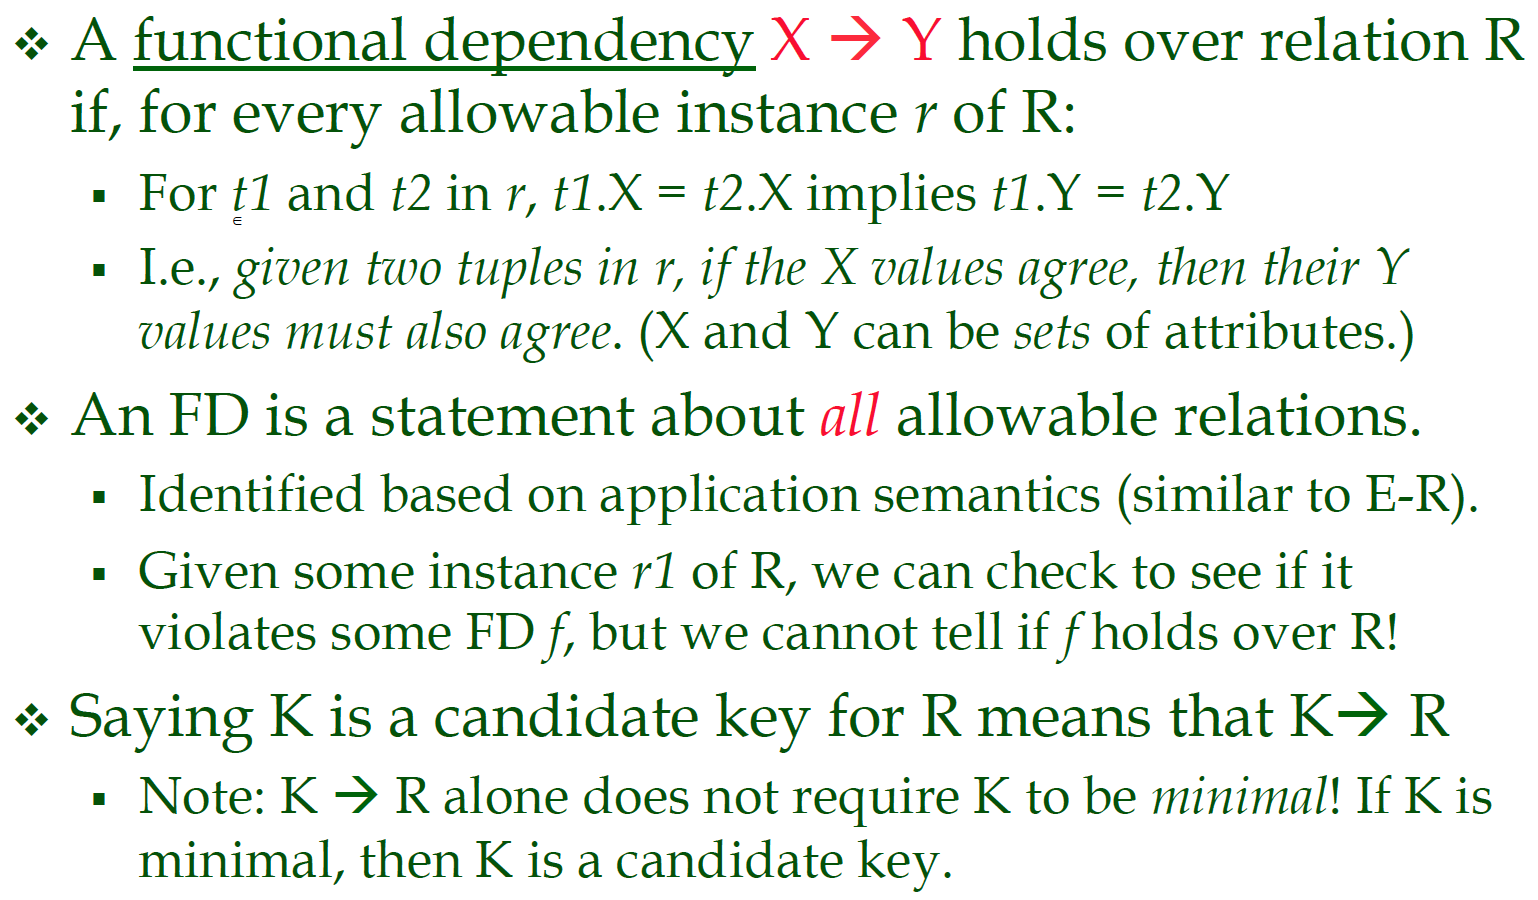 ❖ A functional dependency X → Y holds over relation R
if, for every allowable instance r of R:
▪ For t1 and t2 in r, t1.X = t2.X implies t1.Y = t2.Y
∈
▪ I.e., given two tuples in r, if the X values agree, then their Y
values must also agree. (X and Y can be sets of attributes.)
❖ An FD is a statement about all allowable relations.
▪ Identified based on application semantics (similar to E-R).
▪ Given some instance r1 of R, we can check to see if it
violates some FD f, but we cannot tell if f holds over R!
❖ Saying K is a candidate key for R means that K→ R
▪ Note: K → R alone does not require K to be minimal! If K is
minimal, then K is a candidate key.